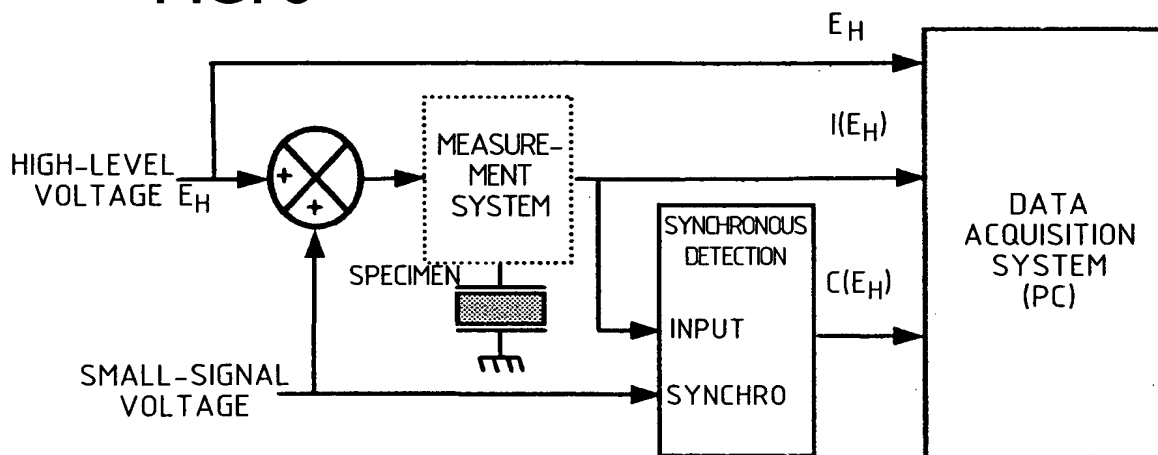 E_H
I(E_H)
HIGH-LEVEL
VOLTAGE E_H
+
+
MEASURE-
MENT
SYSTEM
SPECIMEN
SYNCHRONOUS
DETECTION
INPUT
SYNCHRO
C(E_H)
DATA
ACQUISITION
SYSTEM
(PC)
SMALL-SIGNAL
VOLTAGE